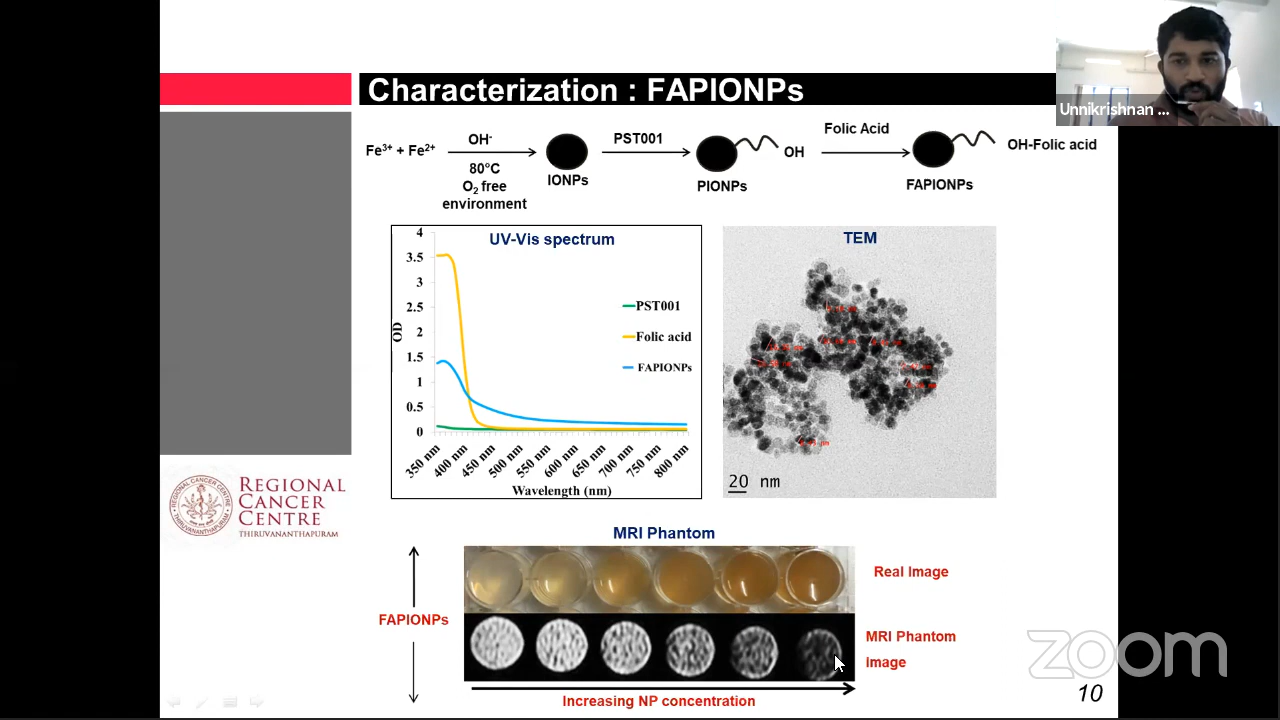 Characterization : FAPIONPs
Unnikrishnan ...
Fe3+ + Fe2+
OH-
80°C
O2 free
environment
IONPs
PST001
PIONPs
OH
Folic Acid
FAPIONPs
OH-Folic acid
UV-Vis spectrum
4
3.5
3
2.5
2
1.5
1
0.5
0
OD
PST001
Folic acid
FAPIONPs
350 nm
400 nm
450 nm
500 nm
550 nm
600 nm
650 nm
700 nm
750 nm
800 nm
Wavelength (nm)
TEM
20 nm
REGIONAL
CANCER
CENTRE
THIRUVANANTHAPURAM
MRI Phantom
Real Image
FAPIONPs
MRI Phantom
image
Increasing NP concentration
zoom
10